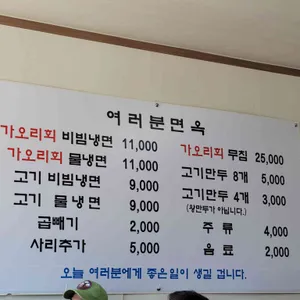 여러분면옥
가오리회 비빔냉면 11,000
가오리회 물냉면 11,000
고기 비빔냉면 9,000
고기 물냉면 9,000
곱빼기 2,000
사리추가 5,000
가오리회 무침 25,000
고기만두 8개 5,000
고기만두 4개 3,000
(왕만두가 아닙니다.)
주류 4,000
음료 2,000
오늘 여러분에게 좋은일이 생길 겁니다.